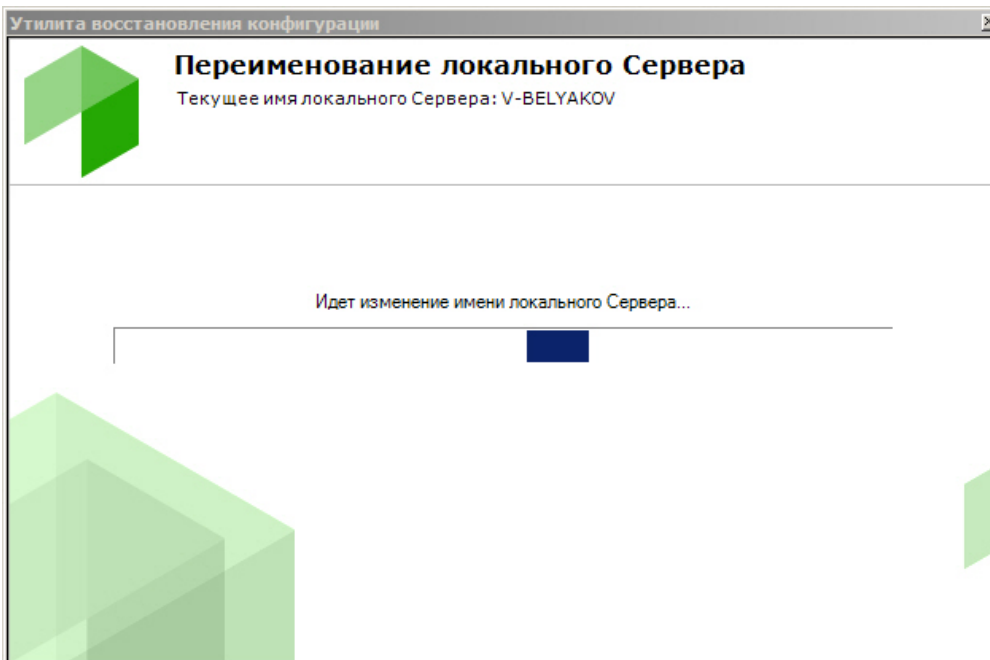 Утилита восстановления конфигурации
Переименование локального Сервера
Текущее имя локального Сервера: V-BELYAKOV
Идет изменение имени локального Сервера...